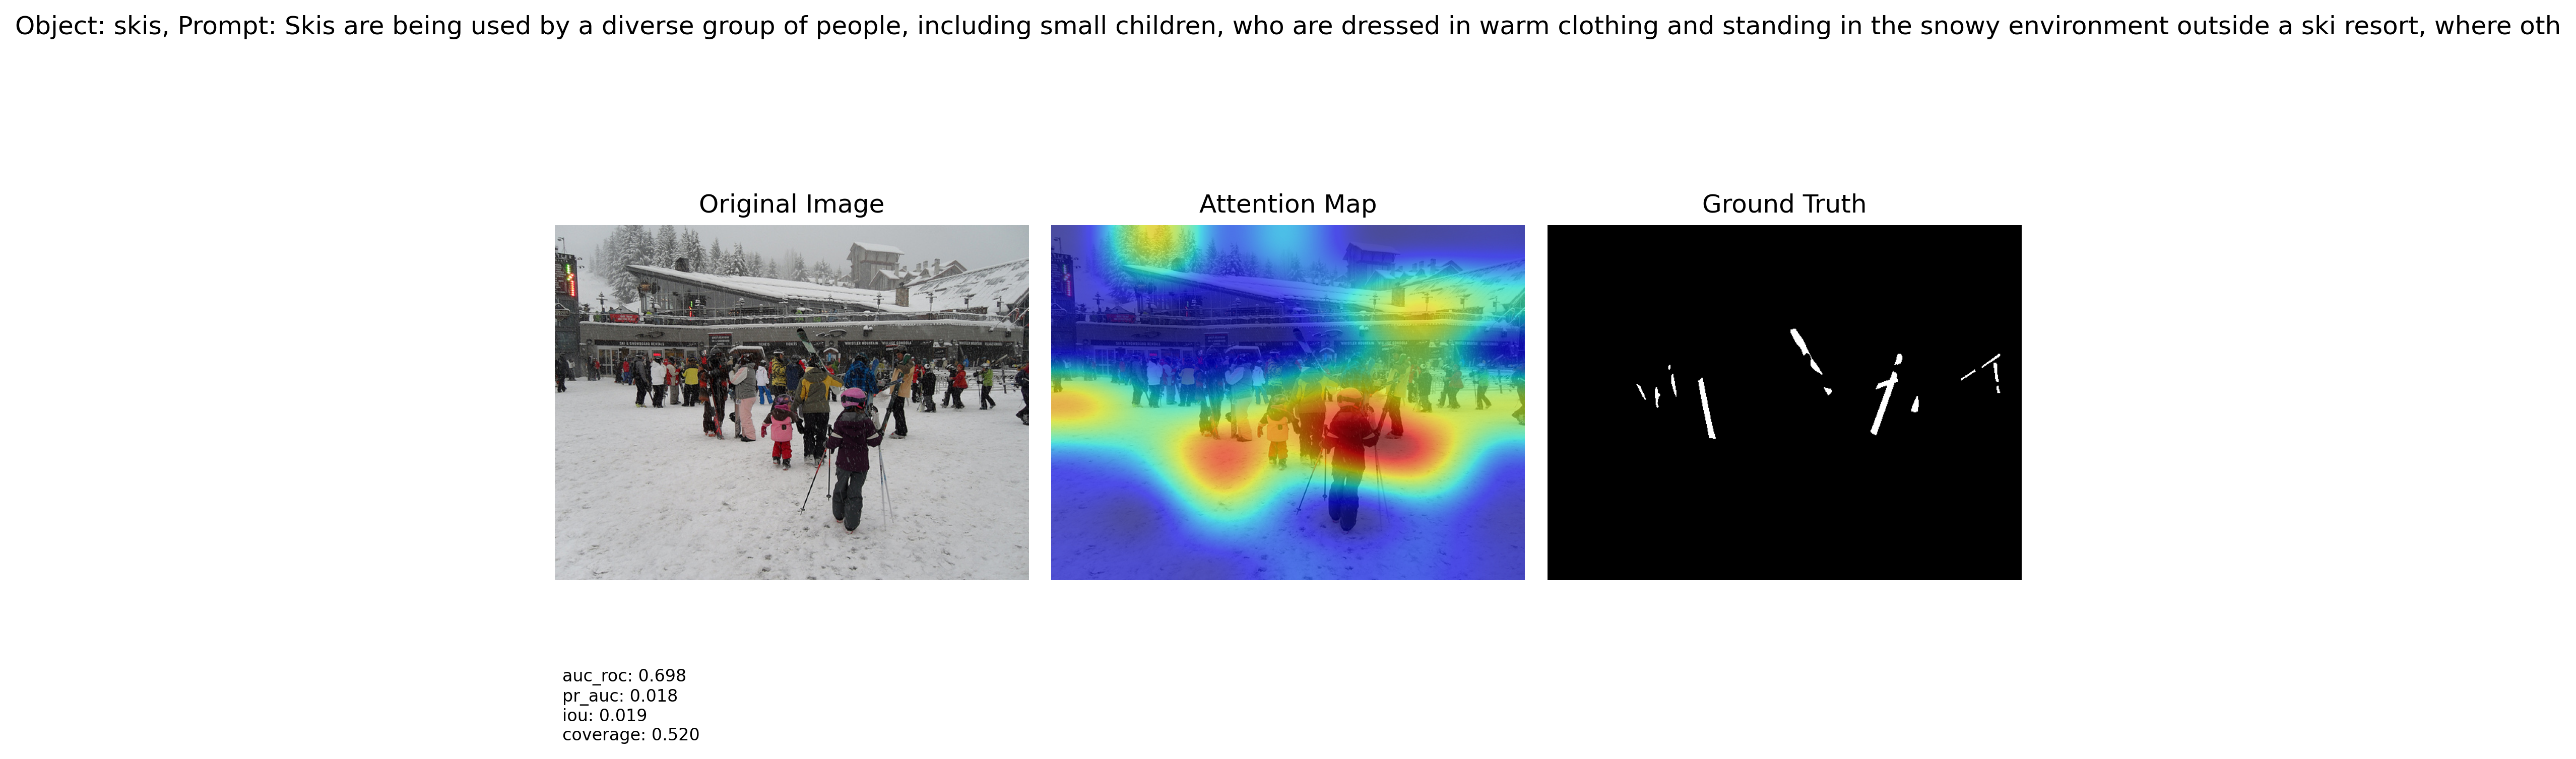 Object: skis, Prompt: Skis are being used by a diverse group of people, including small children, who are dressed in warm clothing and standing in the snowy environment outside a ski resort, where oth
Original Image
Attention Map
Ground Truth
auc_roc: 0.698
pr_auc: 0.018
iou: 0.019
coverage: 0.520